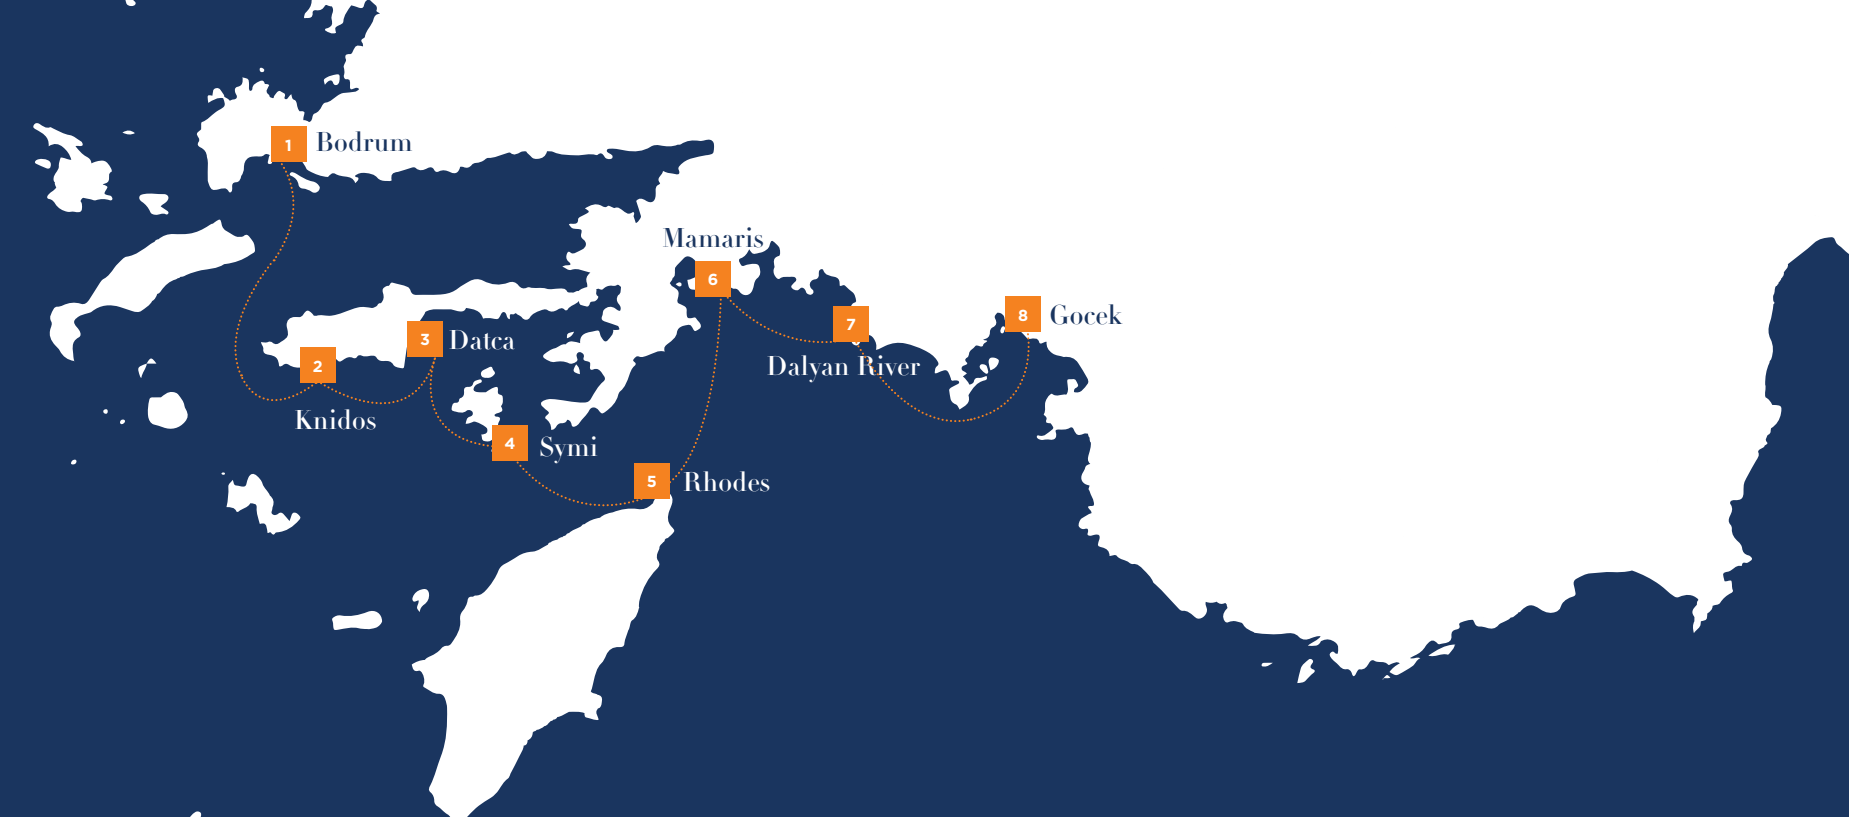 1 Bodrum
2
Knidos
3 Datca
4 Symi
5 Rhodes
Mamaris
6
7
Dalyan River
8 Gocek